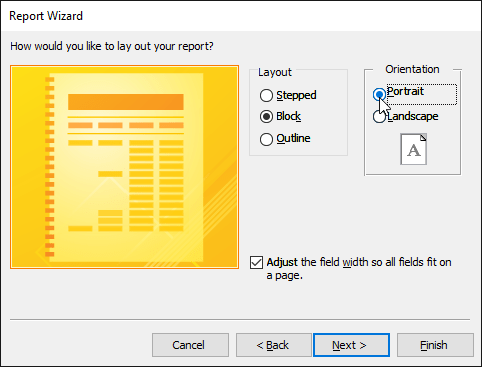 Report Wizard
How would you like to lay out your report?
Layout
Stepped
Block
Outline
Orientation
Portrait
Landscape
A
Adjust the field width so all fields fit on
a page.
Cancel
< Back
Next >
Finish